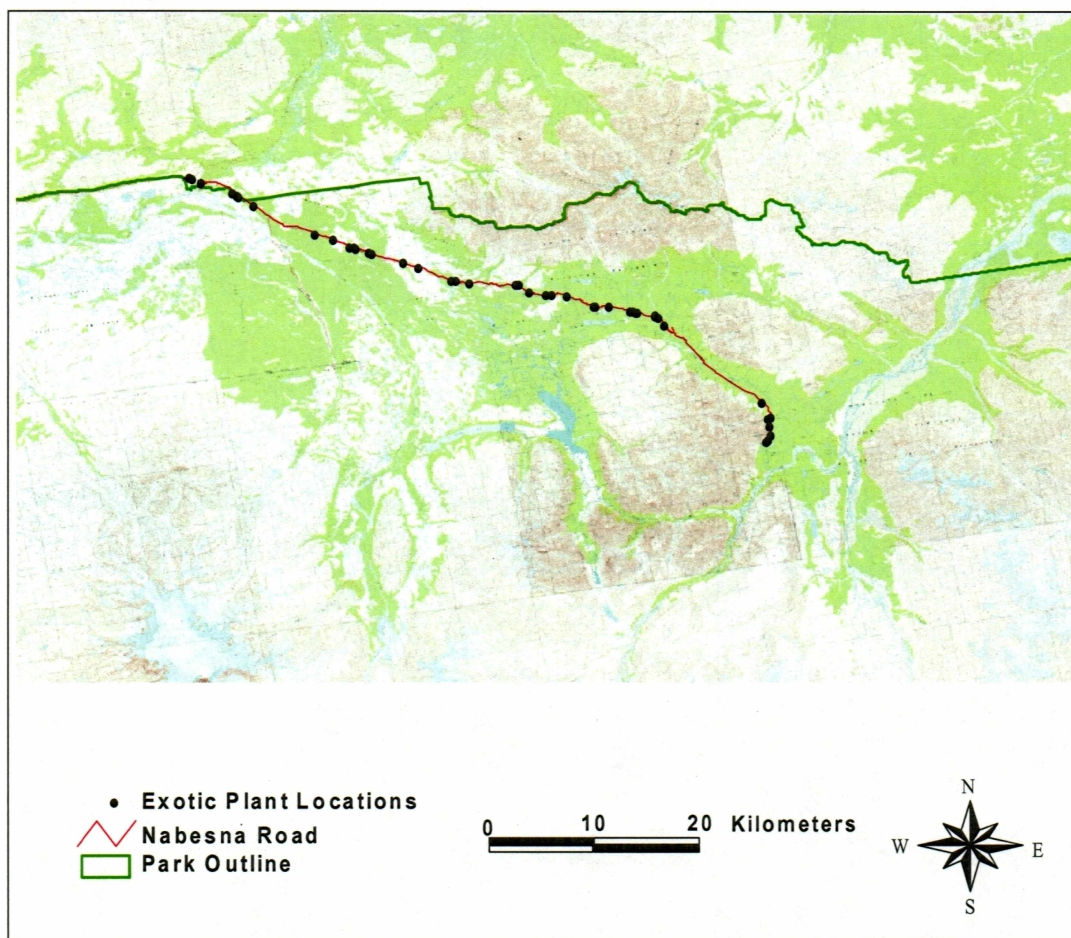 Exotic Plant Locations
Nabesna Road
Park Outline
0 10 20 Kilometers
N
W E
S